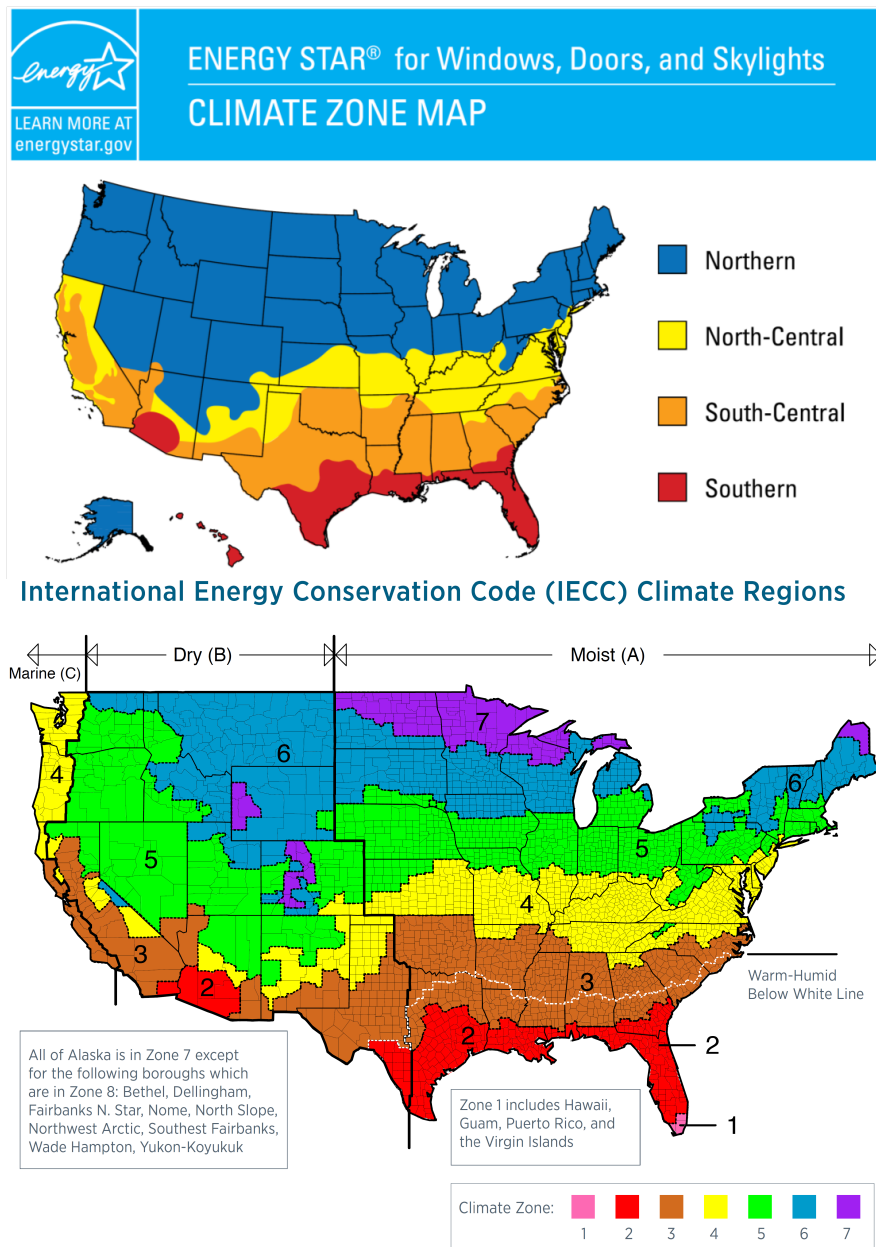 energy
LEARN MORE AT
energystar.gov
ENERGY STAR® for Windows, Doors, and Skylights
CLIMATE ZONE MAP
Northern
North-Central
South-Central
Southern
International Energy Conservation Code (IECC) Climate Regions
Marine (C)
Dry (B)
Moist (A)
7
6
6
4
5
5
4
3
3
2
2
Warm-Humid
Below White Line
2
1
All of Alaska is in Zone 7 except
for the following boroughs which
are in Zone 8: Bethel, Dellingham,
Fairbanks N. Star, Nome, North Slope,
Northwest Arctic, Southest Fairbanks,
Wade Hampton, Yukon-Koyukuk
Zone 1 includes Hawaii,
Guam, Puerto Rico, and
the Virgin Islands
Climate Zone:
1 2 3 4 5 6 7